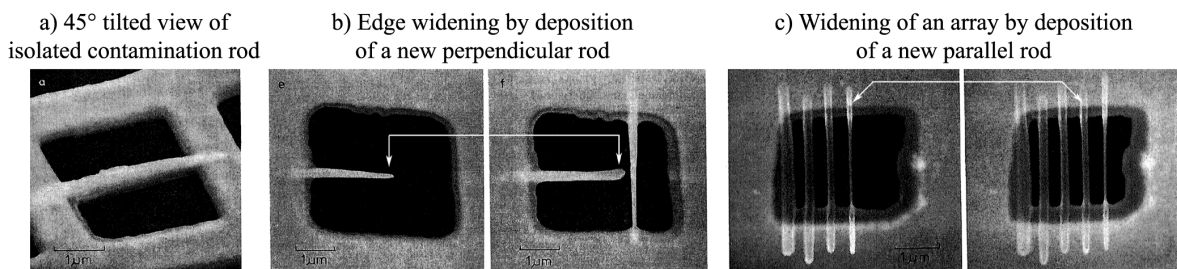 a) 45° tilted view of
isolated contamination rod
b) Edge widening by deposition
of a new perpendicular rod
c) Widening of an array by deposition
of a new parallel rod
a
1μm
e
1μm
f
1μm
1μm